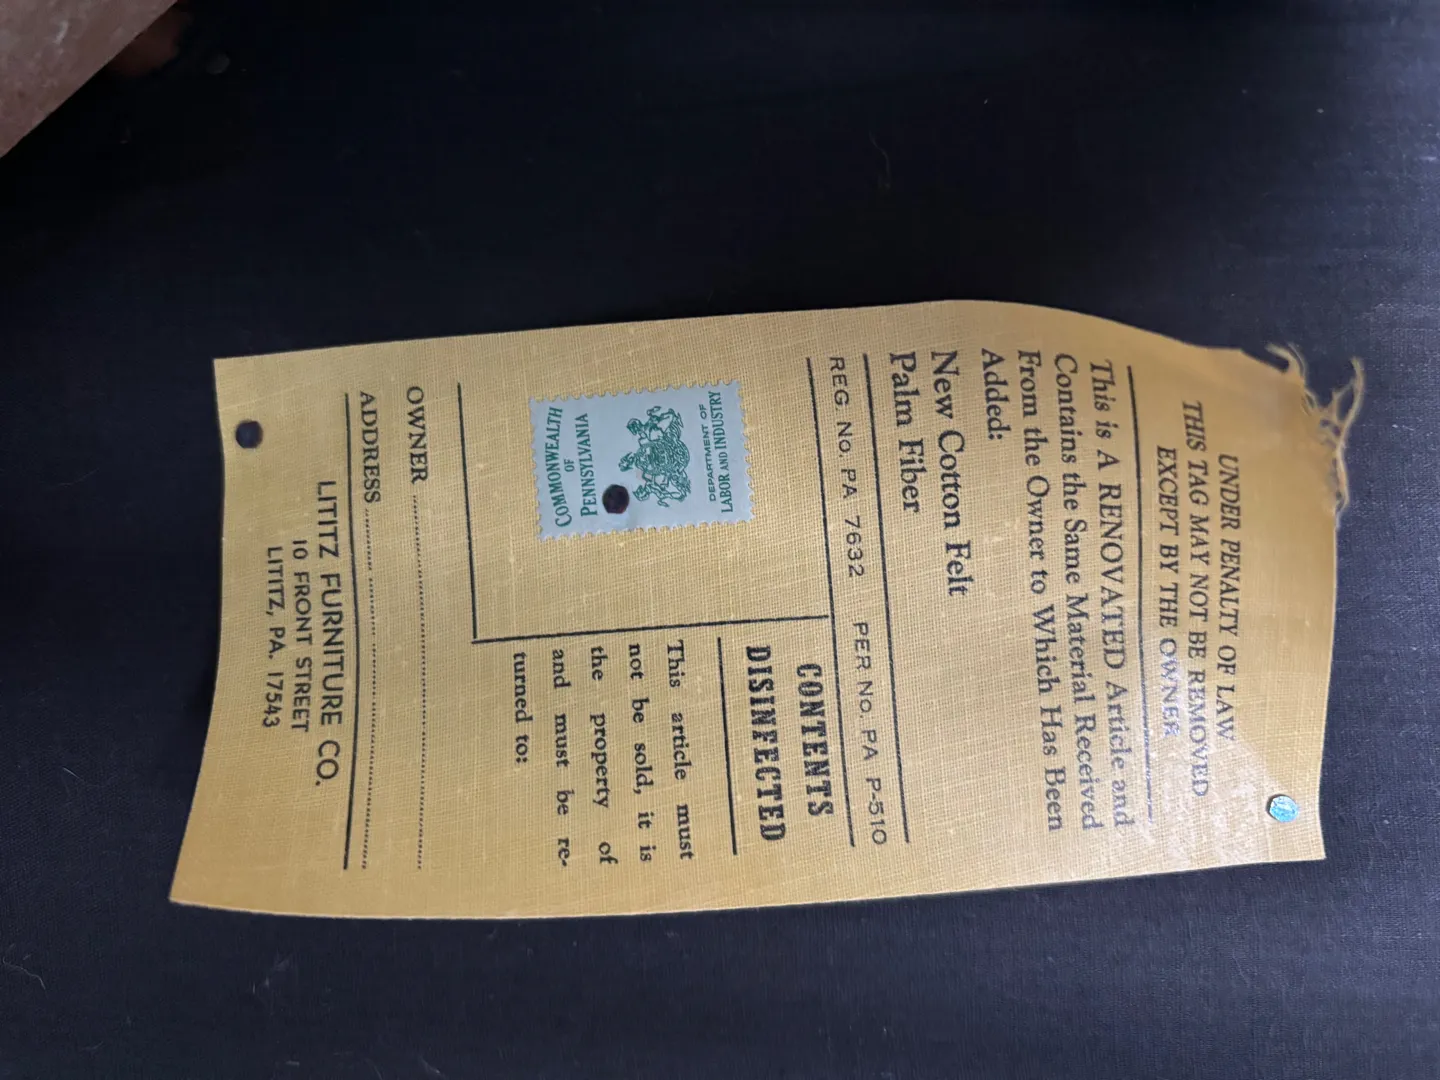 UNDER PENALTY OF LAW
THIS TAG MAY NOT BE REMOVED
EXCEPT BY THE OWNER
This is A RENOVATED Article and
Contains the Same Material Received
From the Owner to Which Has Been
Added:
New Cotton Felt
Palm Fiber
REG. No. PA 7632 PER No. PA P-510
LABOR AND INDUSTRY
DEPARTMENT OF
PENNSYLVANIA
OF
COMMONWEALTH
CONTENTS
DISINFECTED
This article must
not be sold, it is
the property of
and must be re-
turned to:
OWNER
ADDRESS
LITITZ FURNITURE CO.
10 FRONT STREET
LITITZ, PA. 17543